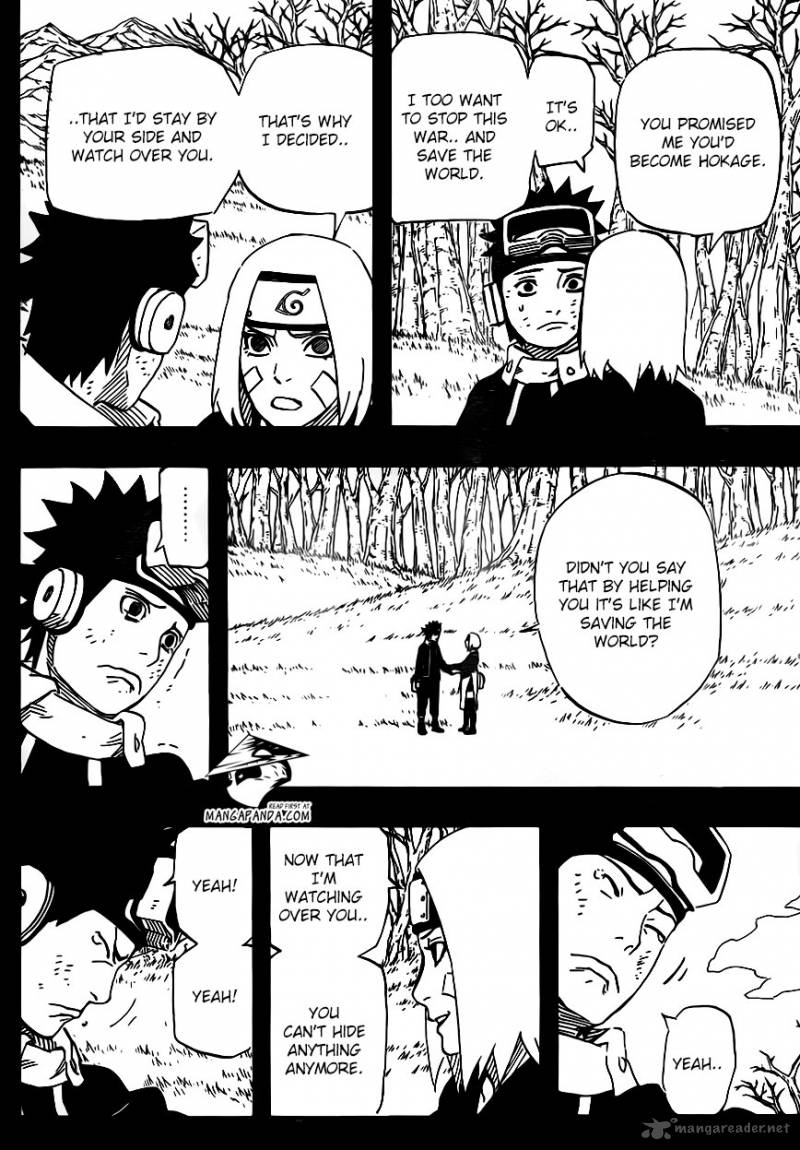 YOU PROMISED
ME YOU'D
BECOME HOKAGE.
IT'S
OK..
I TOO WANT
TO STOP THIS
WAR.. AND
SAVE THE
WORLD.
THAT'S WHY
I DECIDED..
..THAT I'D STAY BY
YOUR SIDE AND
WATCH OVER YOU.
DIDN'T YOU SAY
THAT BY HELPING
YOU IT'S LIKE I'M
SAVING THE
WORLD?
........
READ FIRST AT
MANGAPANDA.COM
YEAH..
NOW THAT
I'M
WATCHING
OVER YOU..
YOU
CAN'T HIDE
ANYTHING
ANYMORE.
YEAH!
YEAH!
mangareader.net